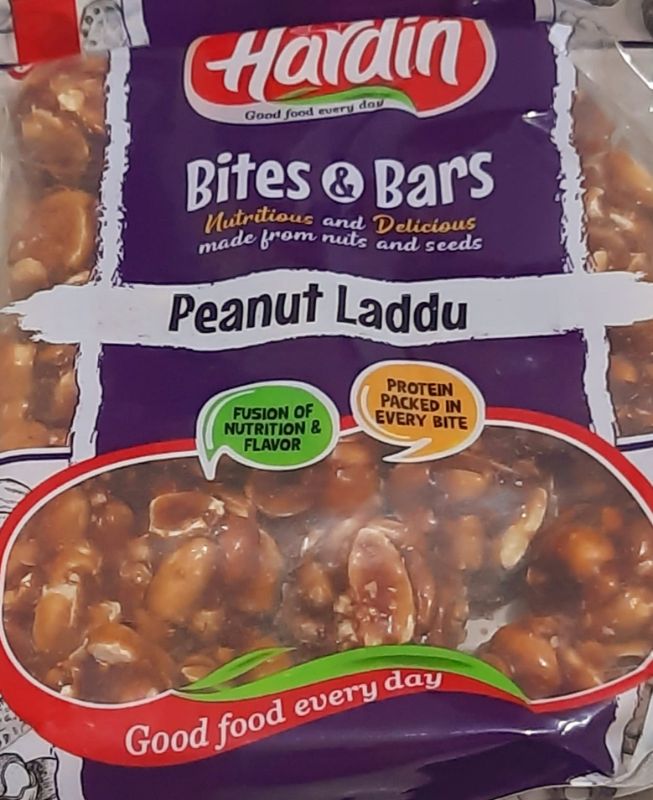 Hardin
Good food every day
Bites & Bars
Nutritious and Delicious
made from nuts and seeds
Peanut Laddu
FUSION OF
NUTRITION &
FLAVOR
PROTEIN
PACKED IN
EVERY BITE
Good food every day